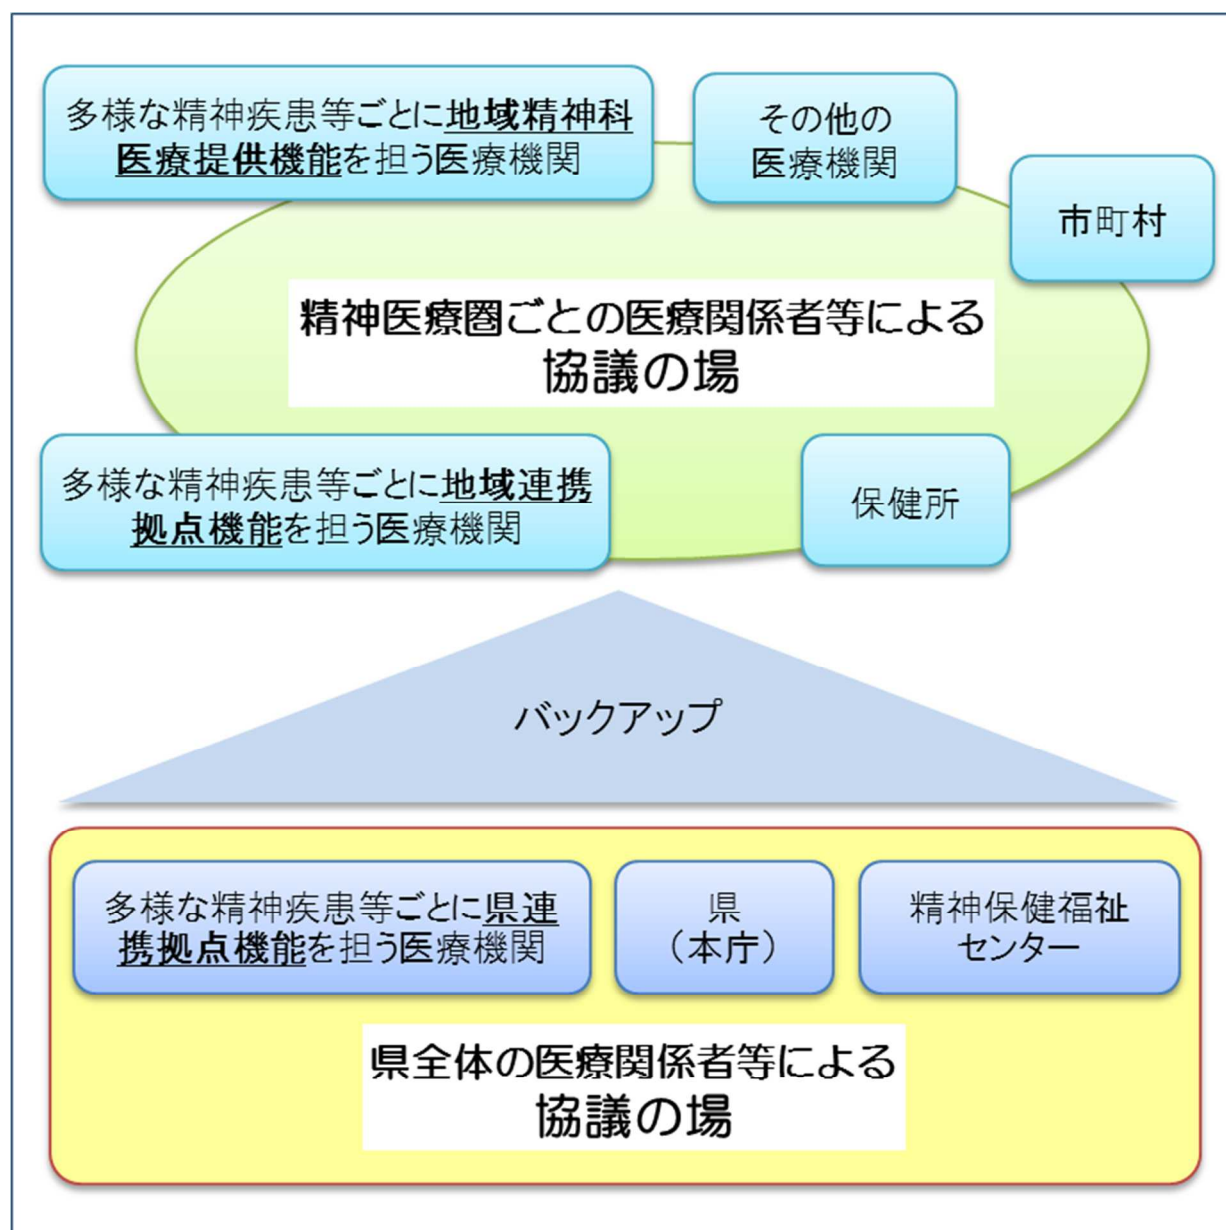 多様な精神疾患等ごとに地域精神科
医療提供機能を担う医療機関
その他の
医療機関
市町村
精神医療圏ごとの医療関係者等による
協議の場
多様な精神疾患等ごとに地域連携
拠点機能を担う医療機関
保健所
バックアップ
多様な精神疾患等ごとに県連
携拠点機能を担う医療機関
県
（本庁）
精神保健福祉
センター
県全体の医療関係者等による
協議の場